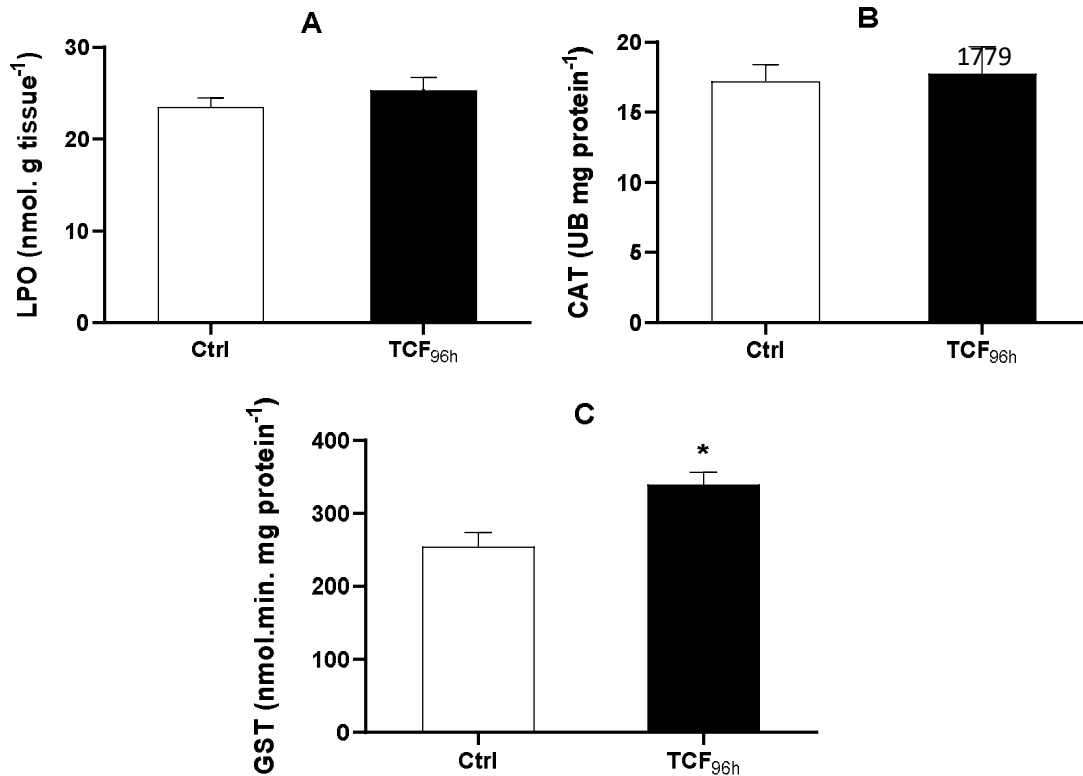 A
LPO (nmol. g tissue⁻¹)
30
20
10
0
Ctrl
TCF₉₆ₕ
B
CAT (UB mg protein⁻¹)
20
15
10
5
0
1779
Ctrl
TCF₉₆ₕ
C
GST (nmol.min. mg protein⁻¹)
400
300
200
100
0
*
Ctrl
TCF₉₆ₕ